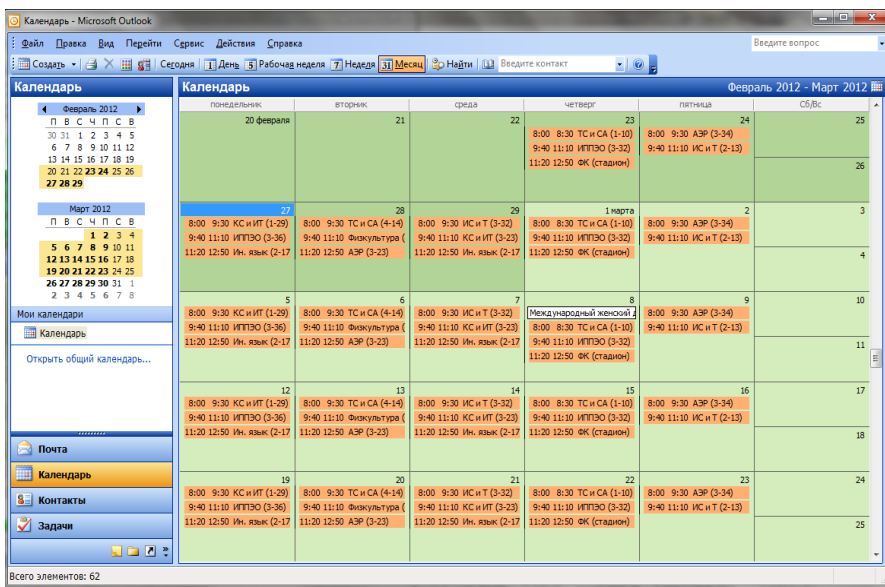 Календарь - Microsoft Outlook
Файл Правка Вид Перейти Сервис Действия Справка
Введите вопрос
Создать Сегодня 1 День 5 Рабочая неделя 7 Неделя 31 Месяц Найти Введите контакт
Календарь
Февраль 2012
П В С Ч П С В
30 31 1 2 3 4 5
6 7 8 9 10 11 12
13 14 15 16 17 18 19
20 21 22 23 24 25 26
27 28 29
Март 2012
П В С Ч П С В
1 2 3 4
5 6 7 8 9 10 11
12 13 14 15 16 17 18
19 20 21 22 23 24 25
26 27 28 29 30 31 1
2 3 4 5 6 7 8
Мои календари
Календарь
Открыть общий календарь...
Почта
Календарь
Контакты
Задачи
Календарь Февраль 2012 - Март 2012
понедельник вторник среда четверг пятница Сб/Вс
20 февраля 21 22 23 24 25
8:00 8:30 ТС и СА (1-10) 8:00 9:30 АЭР (3-34)
9:40 11:10 ИППЭО (3-32) 9:40 11:10 ИС и Т (2-13)
11:20 12:50 ФК (стадион) 26
27 28 29 1 марта 2 3
8:00 9:30 КС и ИТ (1-29) 8:00 9:30 ТС и СА (4-14) 8:00 9:30 ИС и Т (3-32) 8:00 8:30 ТС и СА (1-10) 8:00 9:30 АЭР (3-34)
9:40 11:10 ИППЭО (3-36) 9:40 11:10 Физкультура ( 9:40 11:10 КС и ИТ (3-23) 9:40 11:10 ИППЭО (3-32) 9:40 11:10 ИС и Т (2-13)
11:20 12:50 Ин. язык (2-17 11:20 12:50 АЭР (3-23) 11:20 12:50 Ин. язык (2-17 11:20 12:50 ФК (стадион) 4
5 6 7 8 9 10
8:00 9:30 КС и ИТ (1-29) 8:00 9:30 ТС и СА (4-14) 8:00 9:30 ИС и Т (3-32) Международный женский д 8:00 9:30 АЭР (3-34)
9:40 11:10 ИППЭО (3-36) 9:40 11:10 Физкультура ( 9:40 11:10 КС и ИТ (3-23) 8:00 8:30 ТС и СА (1-10) 9:40 11:10 ИС и Т (2-13)
11:20 12:50 Ин. язык (2-17 11:20 12:50 АЭР (3-23) 11:20 12:50 Ин. язык (2-17 9:40 11:10 ИППЭО (3-32) 11
11:20 12:50 ФК (стадион)
12 13 14 15 16 17
8:00 9:30 КС и ИТ (1-29) 8:00 9:30 ТС и СА (4-14) 8:00 9:30 ИС и Т (3-32) 8:00 8:30 ТС и СА (1-10) 8:00 9:30 АЭР (3-34)
9:40 11:10 ИППЭО (3-36) 9:40 11:10 Физкультура ( 9:40 11:10 КС и ИТ (3-23) 9:40 11:10 ИППЭО (3-32) 9:40 11:10 ИС и Т (2-13)
11:20 12:50 Ин. язык (2-17 11:20 12:50 АЭР (3-23) 11:20 12:50 Ин. язык (2-17 11:20 12:50 ФК (стадион) 18
19 20 21 22 23 24
8:00 9:30 КС и ИТ (1-29) 8:00 9:30 ТС и СА (4-14) 8:00 9:30 ИС и Т (3-32) 8:00 8:30 ТС и СА (1-10) 8:00 9:30 АЭР (3-34)
9:40 11:10 ИППЭО (3-36) 9:40 11:10 Физкультура ( 9:40 11:10 КС и ИТ (3-23) 9:40 11:10 ИППЭО (3-32) 9:40 11:10 ИС и Т (2-13)
11:20 12:50 Ин. язык (2-17 11:20 12:50 АЭР (3-23) 11:20 12:50 Ин. язык (2-17 11:20 12:50 ФК (стадион) 25
Всего элементов: 62